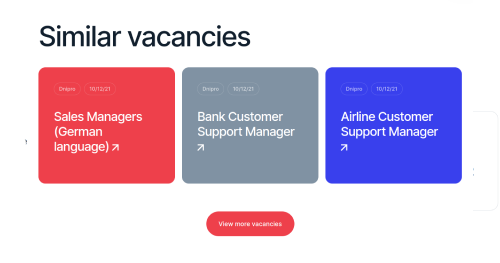 Similar vacancies
Dnipro 10/12/21
Sales Managers
(German
language)
Dnipro 10/12/21
Bank Customer
Support Manager
Dnipro 10/12/21
Airline Customer
Support Manager
View more vacancies